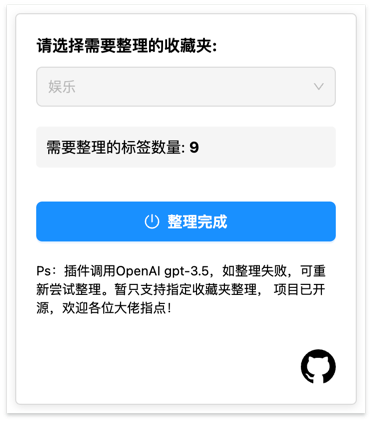 请选择需要整理的收藏夹:
娱乐
需要整理的标签数量: 9
整理完成
Ps：插件调用OpenAI gpt-3.5，如整理失败，可重
新尝试整理。暂只支持指定收藏夹整理， 项目已开
源，欢迎各位大佬指点！